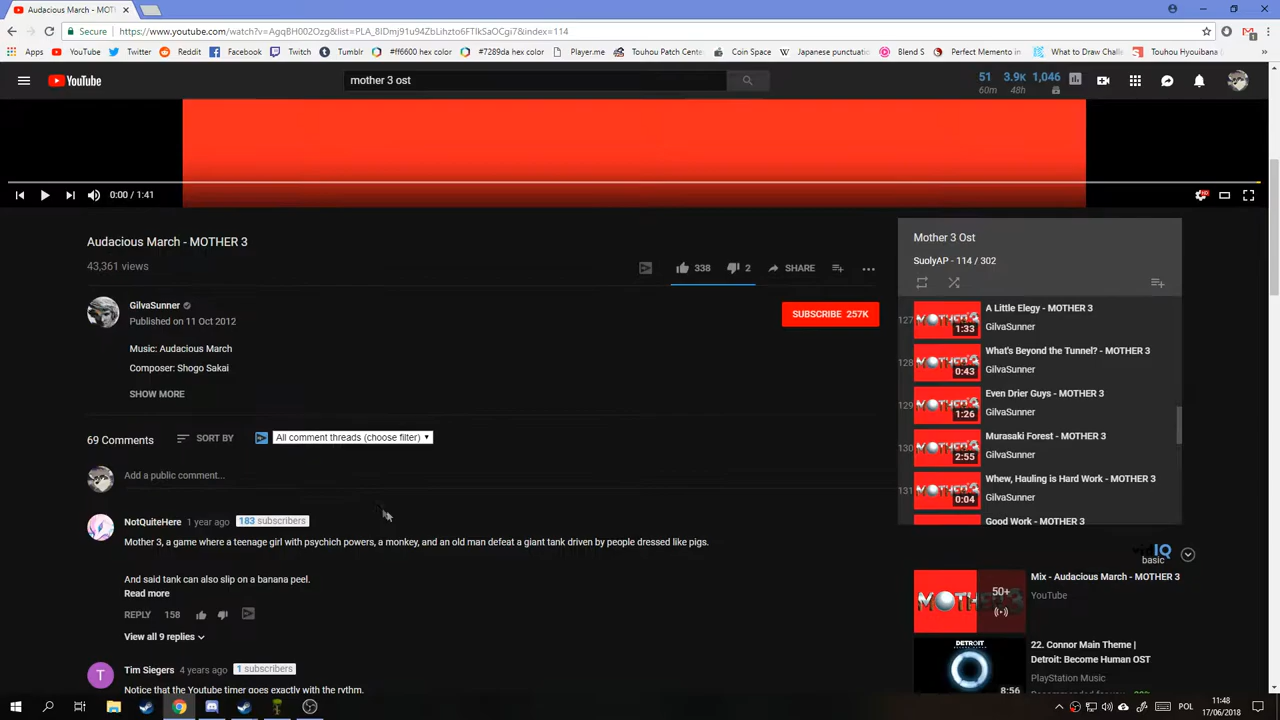 Audacious March - MOTHER 3
Secure
https://www.youtube.com/watch?v=AgqBH002Ozg&list=PLA_8IDmj91u94ZbLihzto6FTIkSaOCgi7&index=114
Apps YouTube Twitter Reddit Facebook Twitch Tumblr #ff6600 hex color #7289da hex color Player.me Touhou Patch Cent Coin Space Japanese punctuat Blend S Perfect Memento in What to Draw Chall Touhou Hyouibana
YouTube
mother 3 ost
51 3.9K 1,046
60m 48h
0:00 / 1:41
HD
Audacious March - MOTHER 3
43,361 views
338 2 SHARE
GilvaSunner
Published on 11 Oct 2012
SUBSCRIBE 257K
Music: Audacious March
Composer: Shogo Sakai
SHOW MORE
69 Comments SORT BY All comment threads (choose filter)
Add a public comment...
NotQuiteHere 1 year ago 183 subscribers
Mother 3, a game where a teenage girl with psychich powers, a monkey, and an old man defeat a giant tank driven by people dressed like pigs.
And said tank can also slip on a banana peel.
Read more
REPLY 158
View all 9 replies
T
Tim Siegers 4 years ago 1 subscribers
Notice that the Youtube timer goes exactly with the rythm.
Mother 3 Ost
SuolyAP - 114 / 302
127 1:33 A Little Elegy - MOTHER 3
GilvaSunner
128 0:43 What's Beyond the Tunnel? - MOTHER 3
GilvaSunner
129 1:26 Even Drier Guys - MOTHER 3
GilvaSunner
130 2:55 Murasaki Forest - MOTHER 3
GilvaSunner
131 0:04 Whew, Hauling is Hard Work - MOTHER 3
GilvaSunner
Good Work - MOTHER 3
vidIQ
basic
50+
Mix - Audacious March - MOTHER 3
YouTube
DETROIT
8:56
22. Connor Main Theme |
Detroit: Become Human OST
PlayStation Music
POL
11:48
17/06/2018